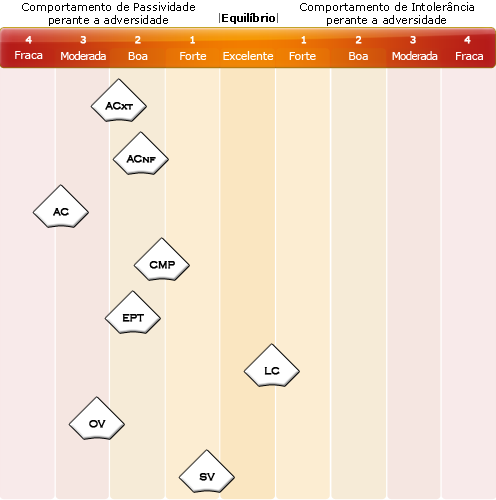 Comportamento de Passividade
perante a adversidade
|Equilíbrio|
Comportamento de Intolerância
perante a adversidade
4 3 2 1 1 2 3 4
Fraca Moderada Boa Forte Excelente Forte Boa Moderada Fraca
ACXT
ACNF
AC
CMP
EPT
LC
OV
SV